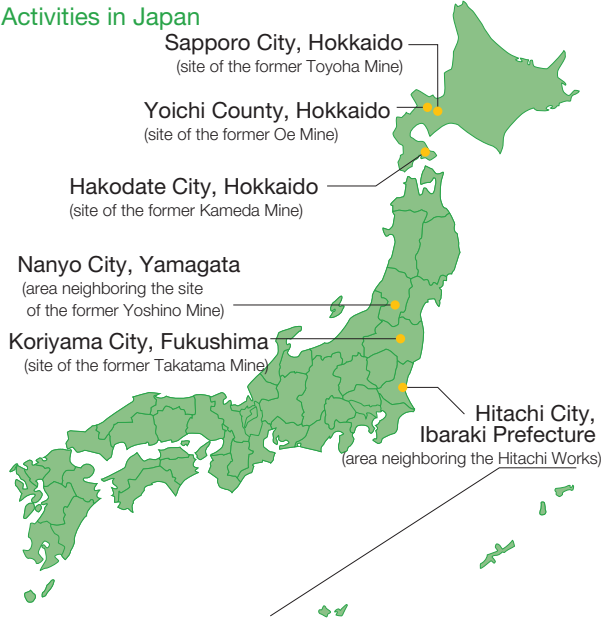 Activities in Japan
Sapporo City, Hokkaido
(site of the former Toyoha Mine)
Yoichi County, Hokkaido
(site of the former Oe Mine)
Hakodate City, Hokkaido
(site of the former Kameda Mine)
Nanyo City, Yamagata
(area neighboring the site
of the former Yoshino Mine)
Koriyama City, Fukushima
(site of the former Takatama Mine)
Hitachi City,
Ibaraki Prefecture
(area neighboring the Hitachi Works)